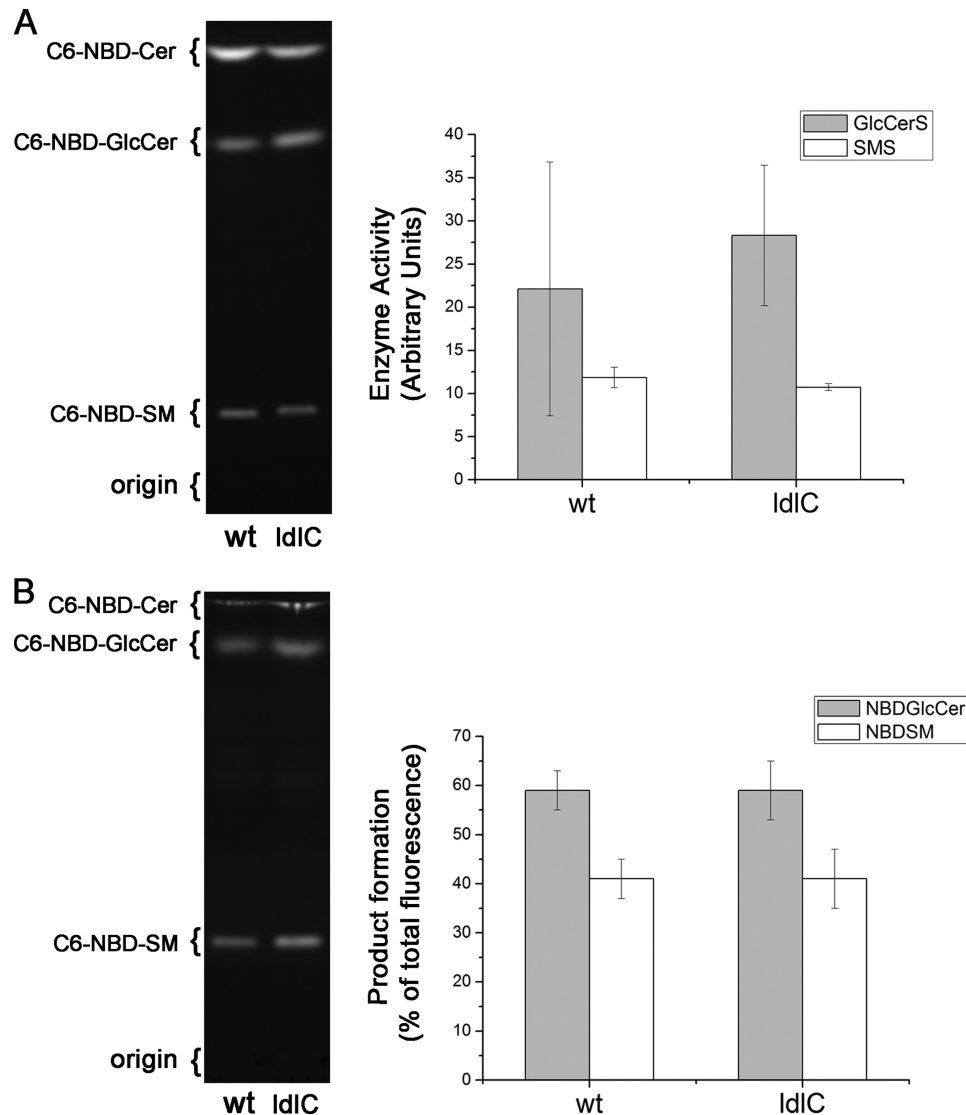 A
C6-NBD-Cer {
C6-NBD-GlcCer {
C6-NBD-SM {
origin {
wt ldlC
Enzyme Activity
(Arbitrary Units)
40
35
30
25
20
15
10
5
0
GlcCerS
SMS
wt ldlC
B
C6-NBD-Cer {
C6-NBD-GlcCer {
C6-NBD-SM {
origin {
wt ldlC
Product formation
(% of total fluorescence)
70
60
50
40
30
20
10
0
NBDGlcCer
NBDSM
wt ldlC